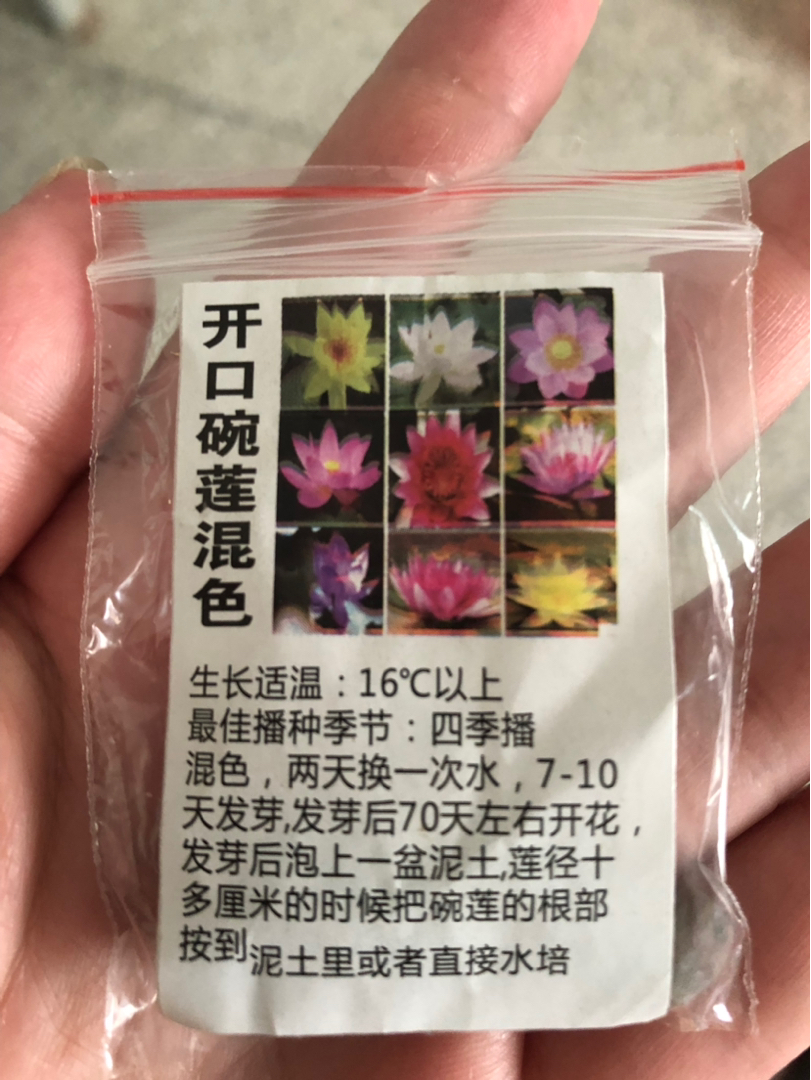 开口碗莲混色
生长适温：16℃以上
最佳播种季节：四季播
混色，两天换一次水，7-10
天发芽,发芽后70天左右开花，
发芽后泡上一盆泥土,莲径十
多厘米的时候把碗莲的根部
按到泥土里或者直接水培